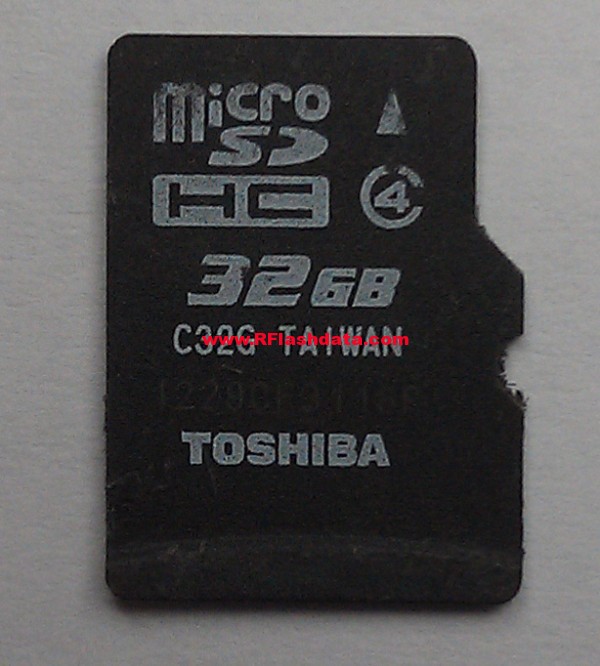 micro
SD
HC 4
32GB
www.RFlashdata.com
C32G TAIWAN
TOSHIBA